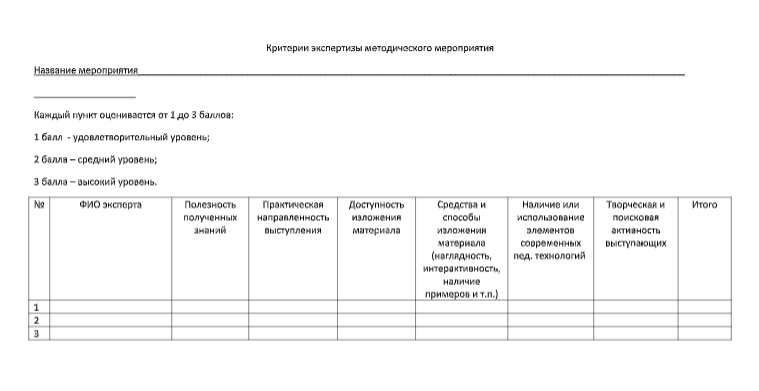 Критерии экспертизы методического мероприятия
Название мероприятия
Каждый пункт оценивается от 1 до 3 баллов:
1 балл - удовлетворительный уровень;
2 балла – средний уровень;
3 балла – высокий уровень.
№
ФИО эксперта
Полезность
полученных
знаний
Практическая
направленность
выступления
Доступность
изложения
материала
Средства и
способы
изложения
материала
(наглядность,
интерактивность,
наличие
примеров и т.п.)
Наличие или
использование
элементов
современных
пед. технологий
Творческая и
поисковая
активность
выступающих
Итого
1
2
3